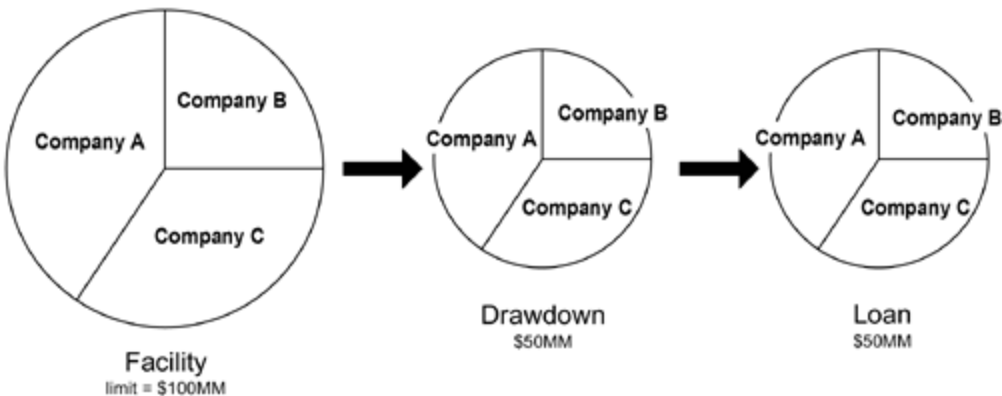 Company A
Company B
Company C
Facility
limit = $100MM
Company A
Company B
Company C
Drawdown
$50MM
Company A
Company B
Company C
Loan
$50MM